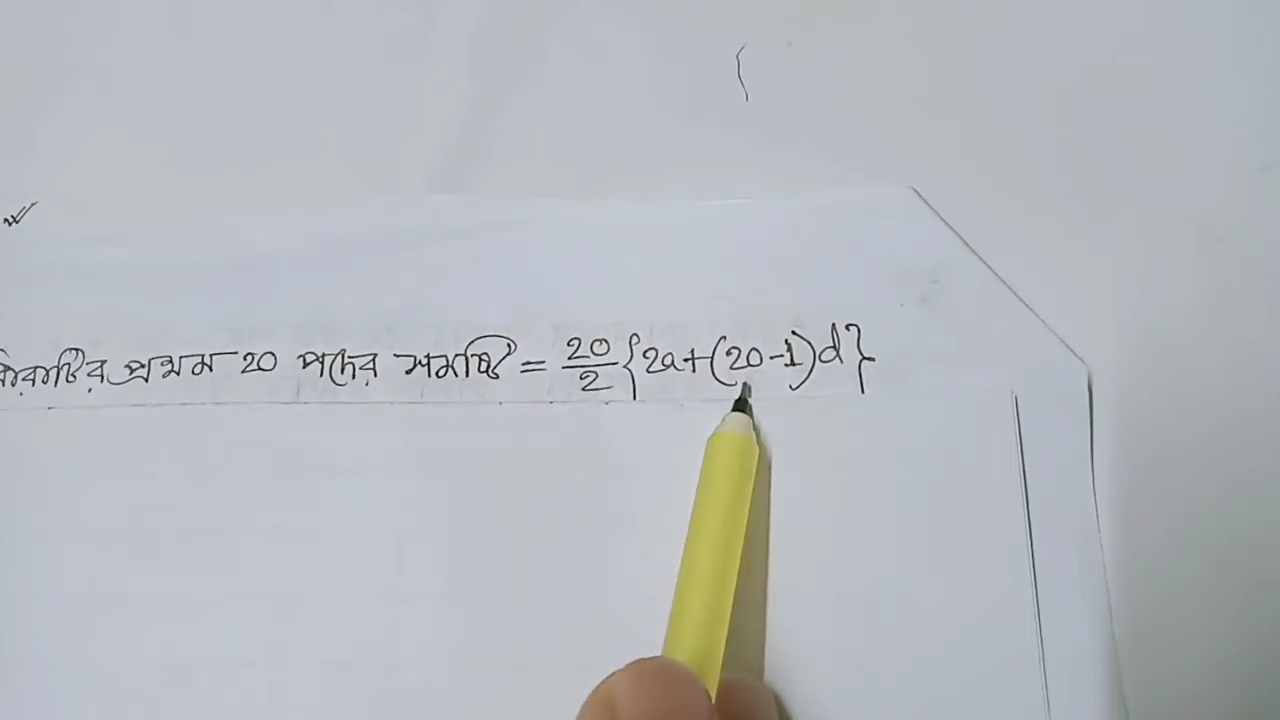 প্রথম 20 পদের সমষ্টি = 20/2 {2a+(20-1)d}